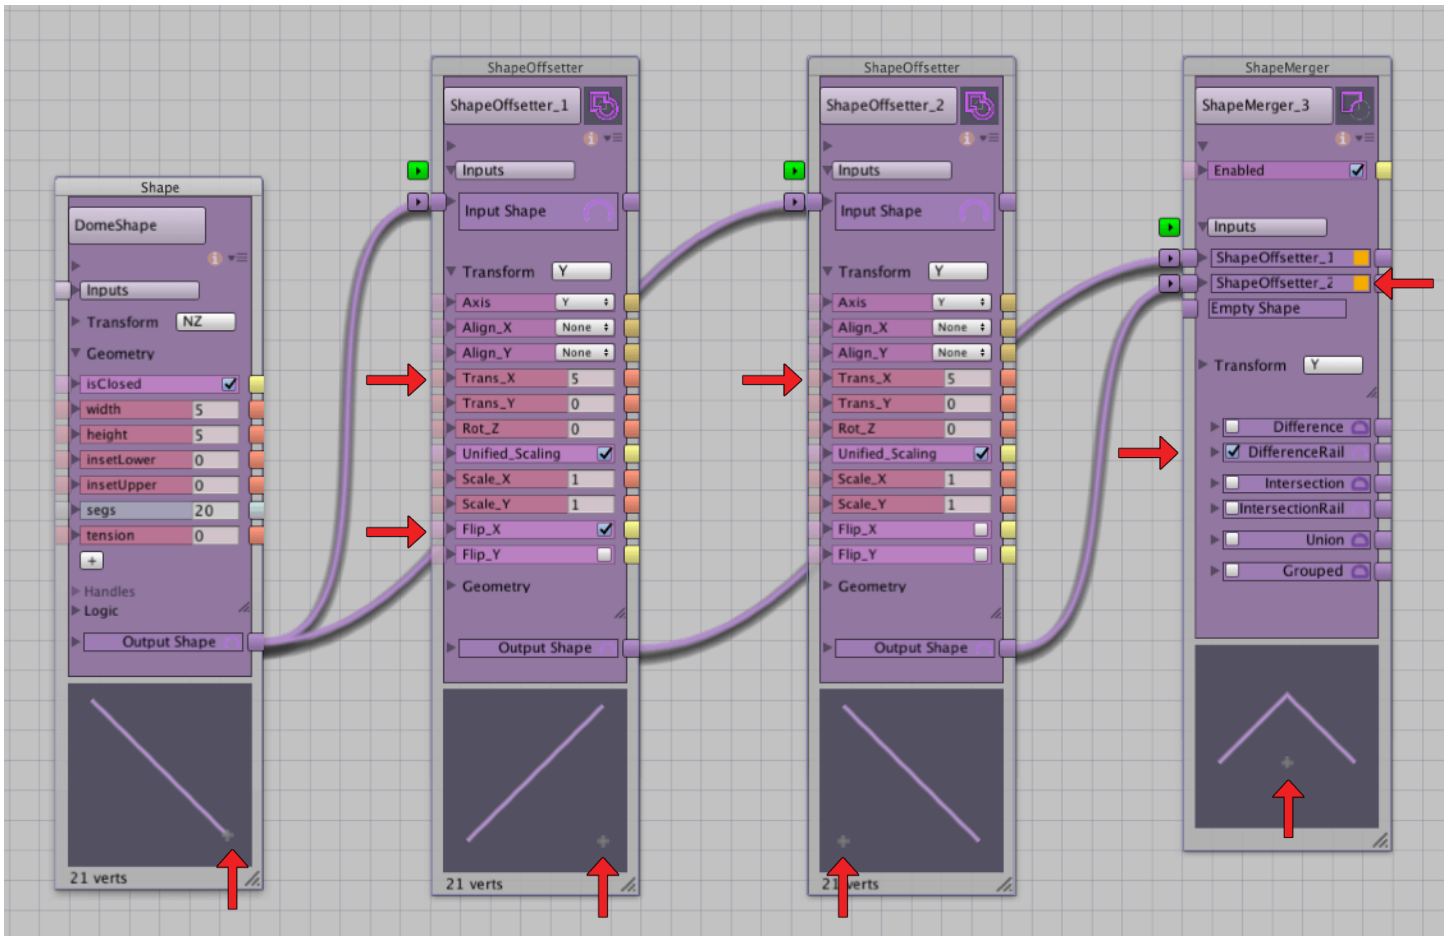 Shape
DomeShape
Inputs
Transform NZ
Geometry
isClosed
width 5
height 5
insetLower 0
insetUpper 0
segs 20
tension 0
+
Handles
Logic
Output Shape
21 verts
ShapeOffsetter
ShapeOffsetter_1
Inputs
Input Shape
Transform Y
Axis Y
Align_X None
Align_Y None
Trans_X 5
Trans_Y 0
Rot_Z 0
Unified_Scaling
Scale_X 1
Scale_Y 1
Flip_X
Flip_Y
Geometry
Output Shape
21 verts
ShapeOffsetter
ShapeOffsetter_2
Inputs
Input Shape
Transform Y
Axis Y
Align_X None
Align_Y None
Trans_X 5
Trans_Y 0
Rot_Z 0
Unified_Scaling
Scale_X 1
Scale_Y 1
Flip_X
Flip_Y
Geometry
Output Shape
21 verts
ShapeMerger
ShapeMerger_3
Enabled
Inputs
ShapeOffsetter_1
ShapeOffsetter_2
Empty Shape
Transform Y
Difference
DifferenceRail
Intersection
IntersectionRail
Union
Grouped